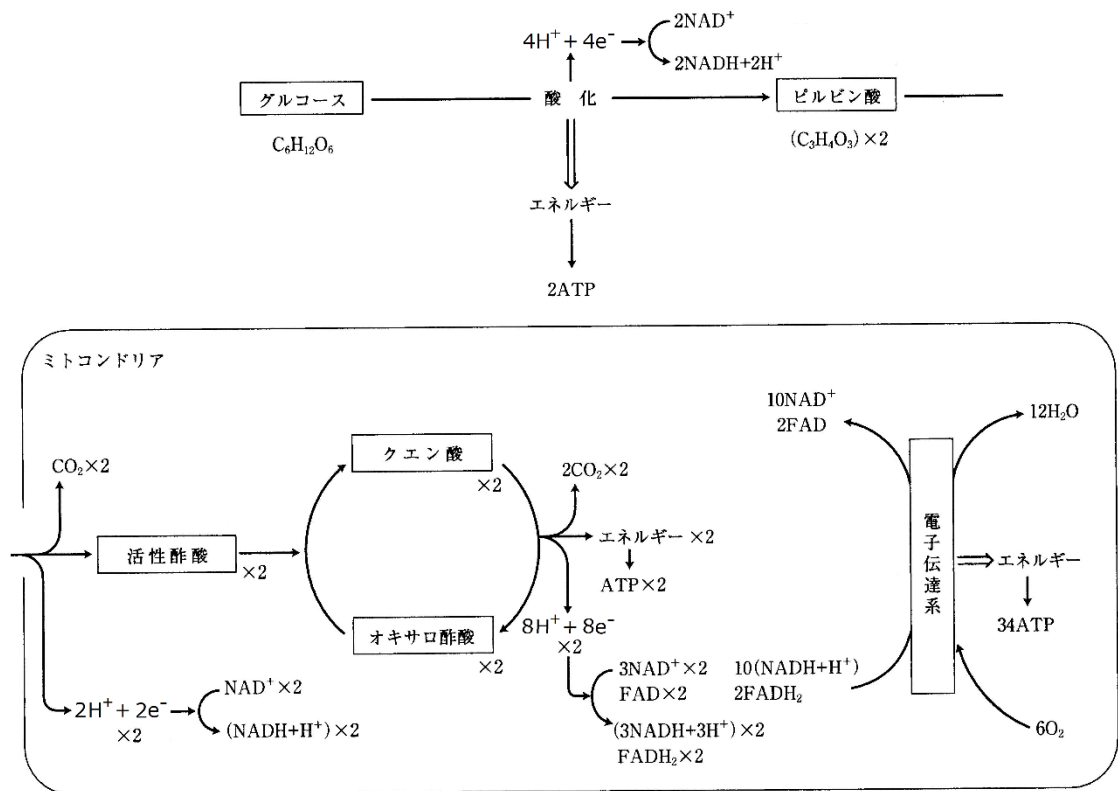 2NAD⁺
4H⁺ + 4e⁻
2NADH+2H⁺
グルコース
酸 化
ピルビン酸
C₆H₁₂O₆
(C₃H₄O₃)×2
エネルギー
2ATP
ミトコンドリア
CO₂×2
活性酢酸
×2
2H⁺ + 2e⁻
×2
NAD⁺×2
(NADH+H⁺)×2
クエン酸
×2
オキサロ酢酸
×2
2CO₂×2
エネルギー×2
ATP×2
8H⁺ + 8e⁻
×2
3NAD⁺×2
FAD×2
(3NADH+3H⁺)×2
FADH₂×2
10(NADH+H⁺)
2FADH₂
10NAD⁺
2FAD
電子伝達系
12H₂O
エネルギー
34ATP
6O₂